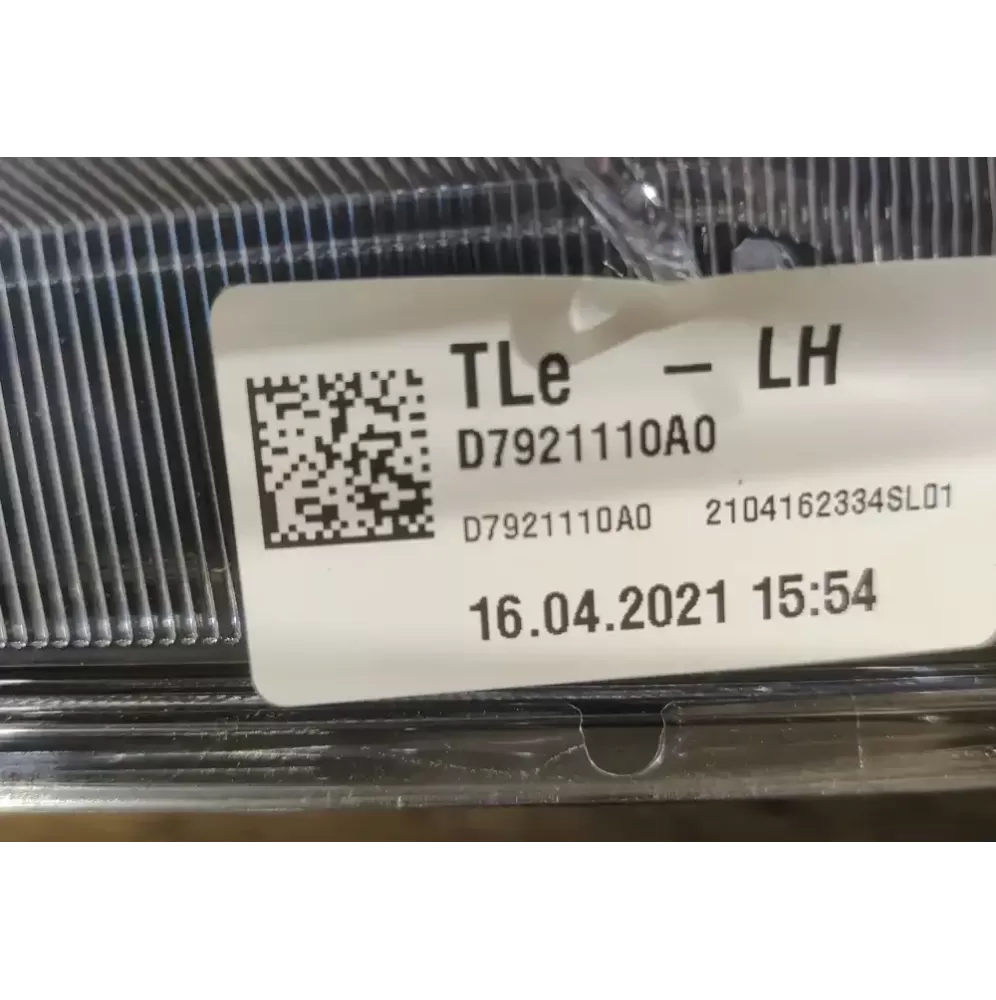 TLe - LH
D7921110A0
D7921110A0 2104162334SL01
16.04.2021 15:54